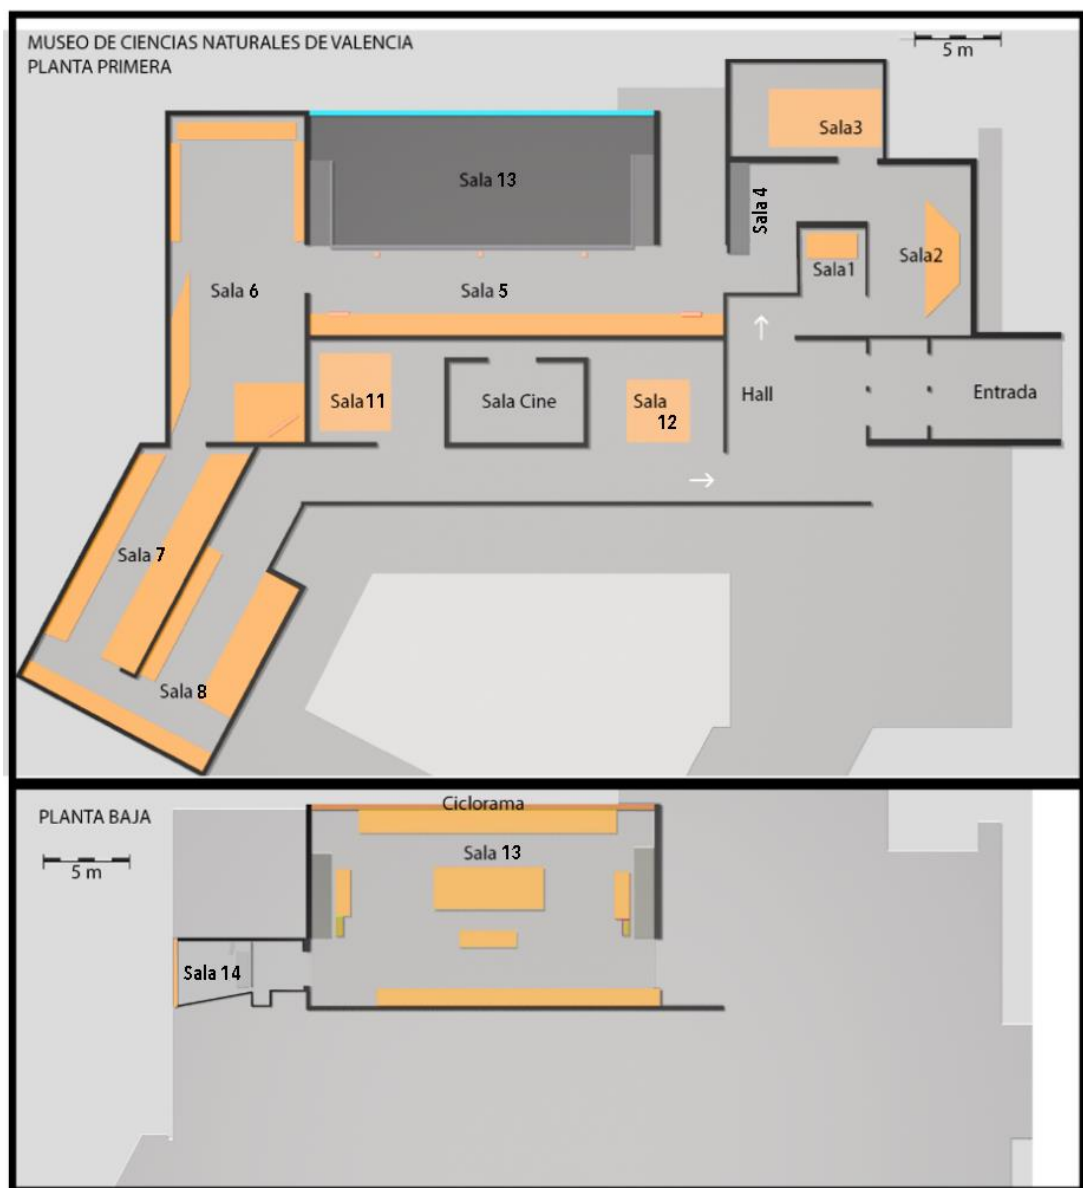 MUSEO DE CIENCIAS NATURALES DE VALENCIA
PLANTA PRIMERA
5 m
Sala3
Sala 13
Sala 4
Sala1
Sala2
Sala 6
Sala 5
Sala11
Sala Cine
Sala
12
Hall
Entrada
Sala 7
Sala 8
PLANTA BAJA
5 m
Ciclorama
Sala 13
Sala 14